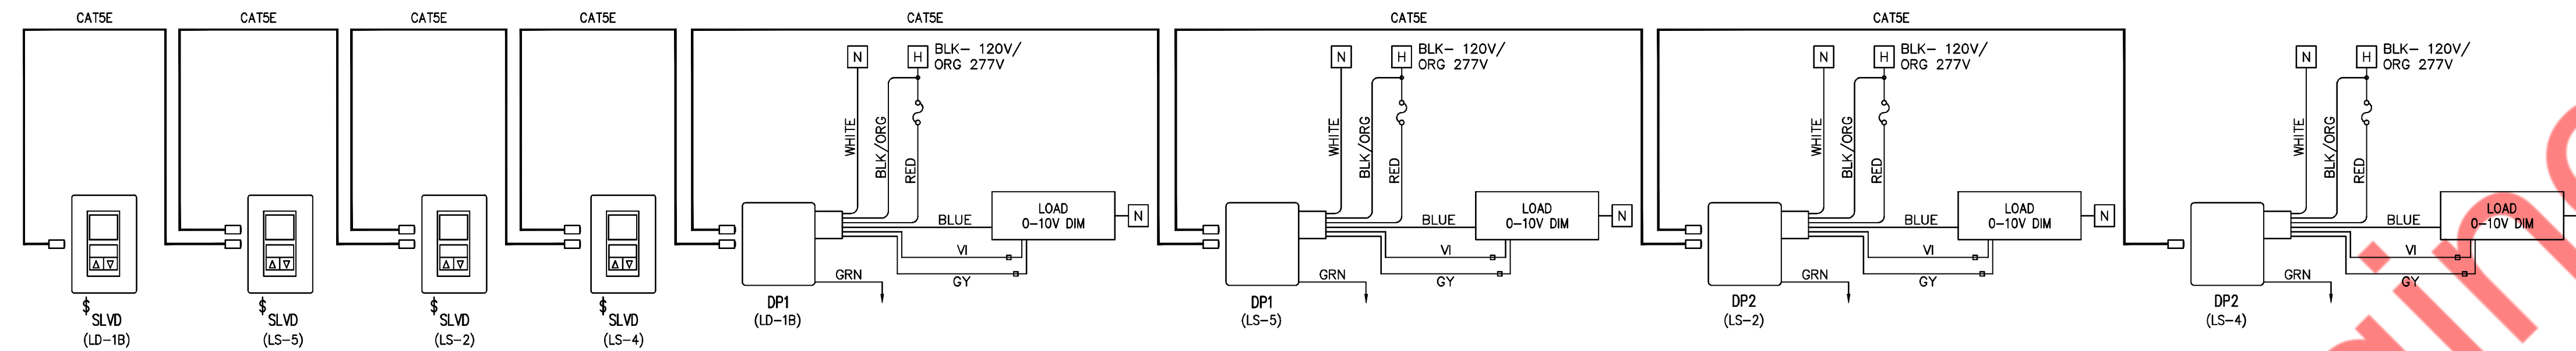 CAT5E
CAT5E
CAT5E
CAT5E
CAT5E
CAT5E
CAT5E
N
H
BLK- 120V/
ORG 277V
WHITE
BLK/ORG
RED
BLUE
LOAD
0-10V DIM
N
VI
GY
GRN
N
H
BLK- 120V/
ORG 277V
WHITE
BLK/ORG
RED
BLUE
LOAD
0-10V DIM
N
VI
GY
GRN
N
H
BLK- 120V/
ORG 277V
WHITE
BLK/ORG
RED
BLUE
LOAD
0-10V DIM
N
VI
GY
GRN
N
H
BLK- 120V/
ORG 277V
WHITE
BLK/ORG
RED
BLUE
LOAD
0-10V DIM
VI
GY
GRN
$ SLVD
(LD-1B)
$ SLVD
(LS-5)
$ SLVD
(LS-2)
$ SLVD
(LS-4)
DP1
(LD-1B)
DP1
(LS-5)
DP2
(LS-2)
DP2
(LS-4)